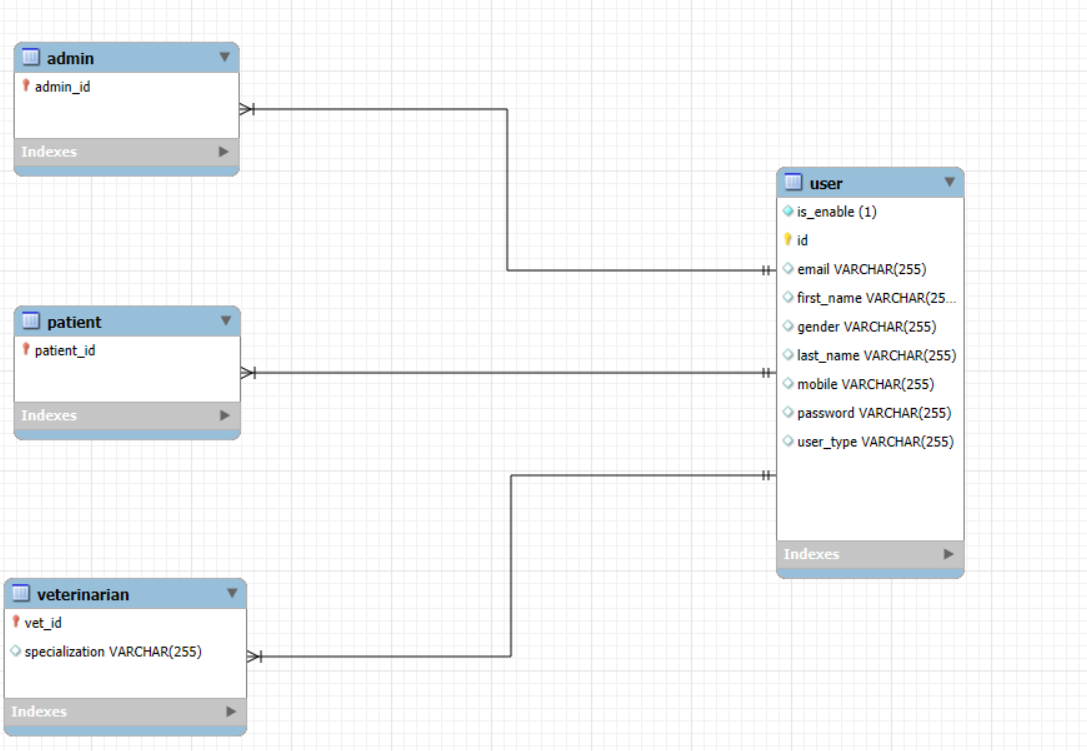 admin
admin_id
Indexes
patient
patient_id
Indexes
veterinarian
vet_id
specialization VARCHAR(255)
Indexes
user
is_enable (1)
id
email VARCHAR(255)
first_name VARCHAR(25...
gender VARCHAR(255)
last_name VARCHAR(255)
mobile VARCHAR(255)
password VARCHAR(255)
user_type VARCHAR(255)
Indexes